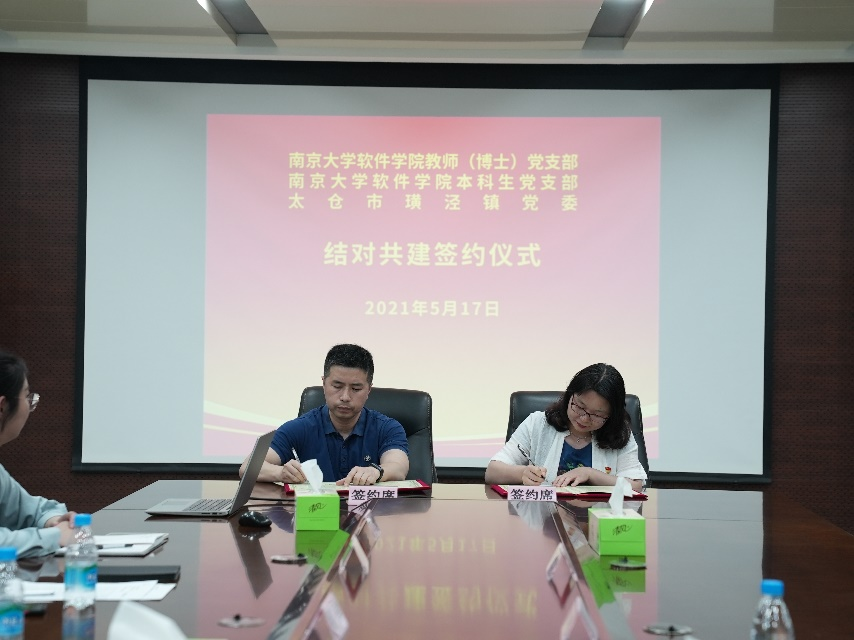 南京大学软件学院教师（博士）党支部
南京大学软件学院本科生党支部
太仓市璜泾镇党委
结对共建签约仪式
2021年5月17日
签约席
签约席